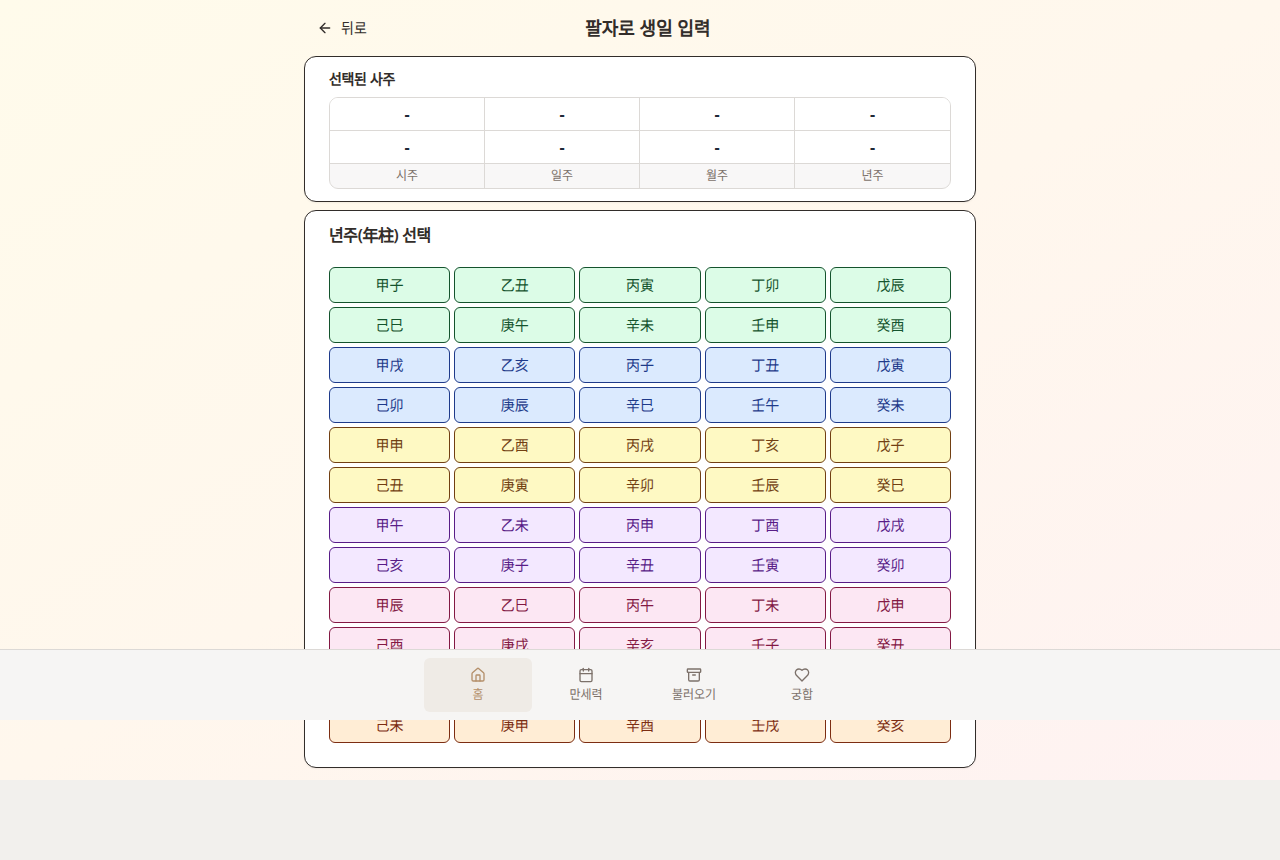 뒤로
팔자로 생일 입력
선택된 사주
- - - -
- - - -
시주 일주 월주 년주
년주(年柱) 선택
甲子 乙丑 丙寅 丁卯 戊辰
己巳 庚午 辛未 壬申 癸酉
甲戌 乙亥 丙子 丁丑 戊寅
己卯 庚辰 辛巳 壬午 癸未
甲申 乙酉 丙戌 丁亥 戊子
己丑 庚寅 辛卯 壬辰 癸巳
甲午 乙未 丙申 丁酉 戊戌
己亥 庚子 辛丑 壬寅 癸卯
甲辰 乙巳 丙午 丁未 戊申
己酉 庚戌 辛亥 壬子 癸丑
홈 만세력 불러오기 궁합
己未 庚申 辛酉 壬戌 癸亥